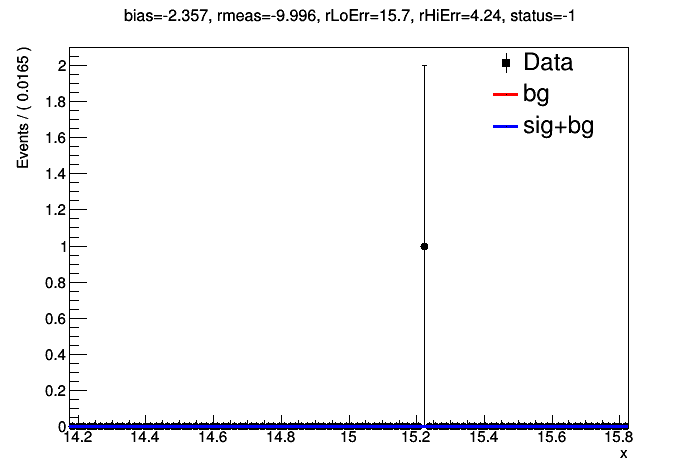 bias=-2.357, rmeas=-9.996, rLoErr=15.7, rHiErr=4.24, status=-1
Events / ( 0.0165 )
2
1.8
1.6
1.4
1.2
1
0.8
0.6
0.4
0.2
0
Data
bg
sig+bg
14.2 14.4 14.6 14.8 15 15.2 15.4 15.6 15.8
x